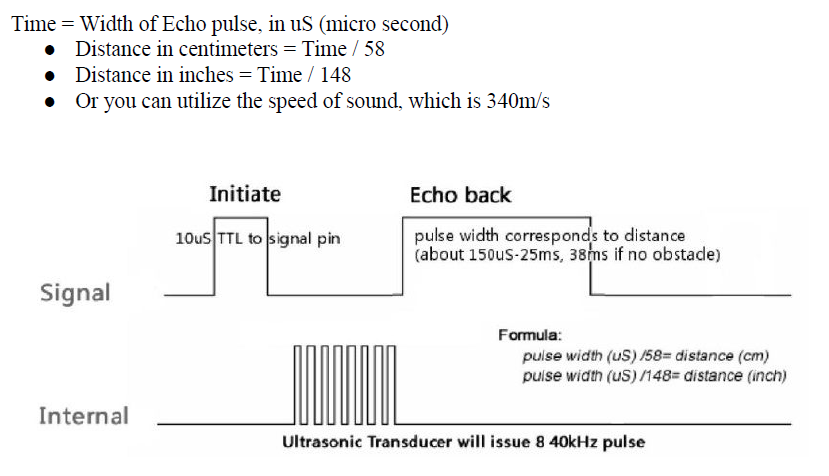 Time = Width of Echo pulse, in uS (micro second)
● Distance in centimeters = Time / 58
● Distance in inches = Time / 148
● Or you can utilize the speed of sound, which is 340m/s
Initiate
Echo back
10uS TTL to signal pin
pulse width corresponds to distance
(about 150uS-25ms, 38ms if no obstacle)
Signal
Formula:
pulse width (uS) /58= distance (cm)
pulse width (uS) /148= distance (inch)
Internal
Ultrasonic Transducer will issue 8 40kHz pulse